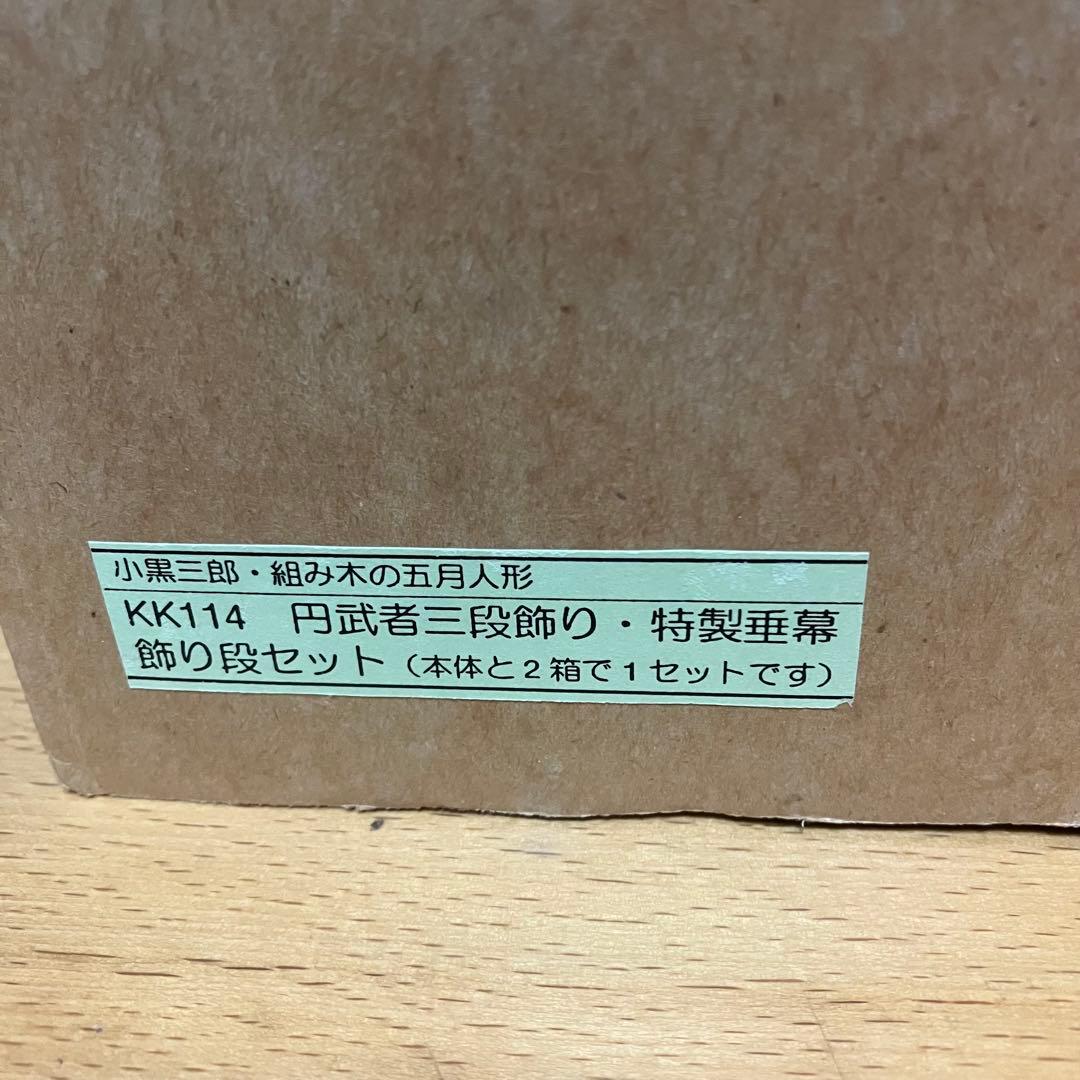 小黒三郎・組み木の五月人形
KK114　円武者三段飾り・特製垂幕
飾り段セット（本体と2箱で1セットです）